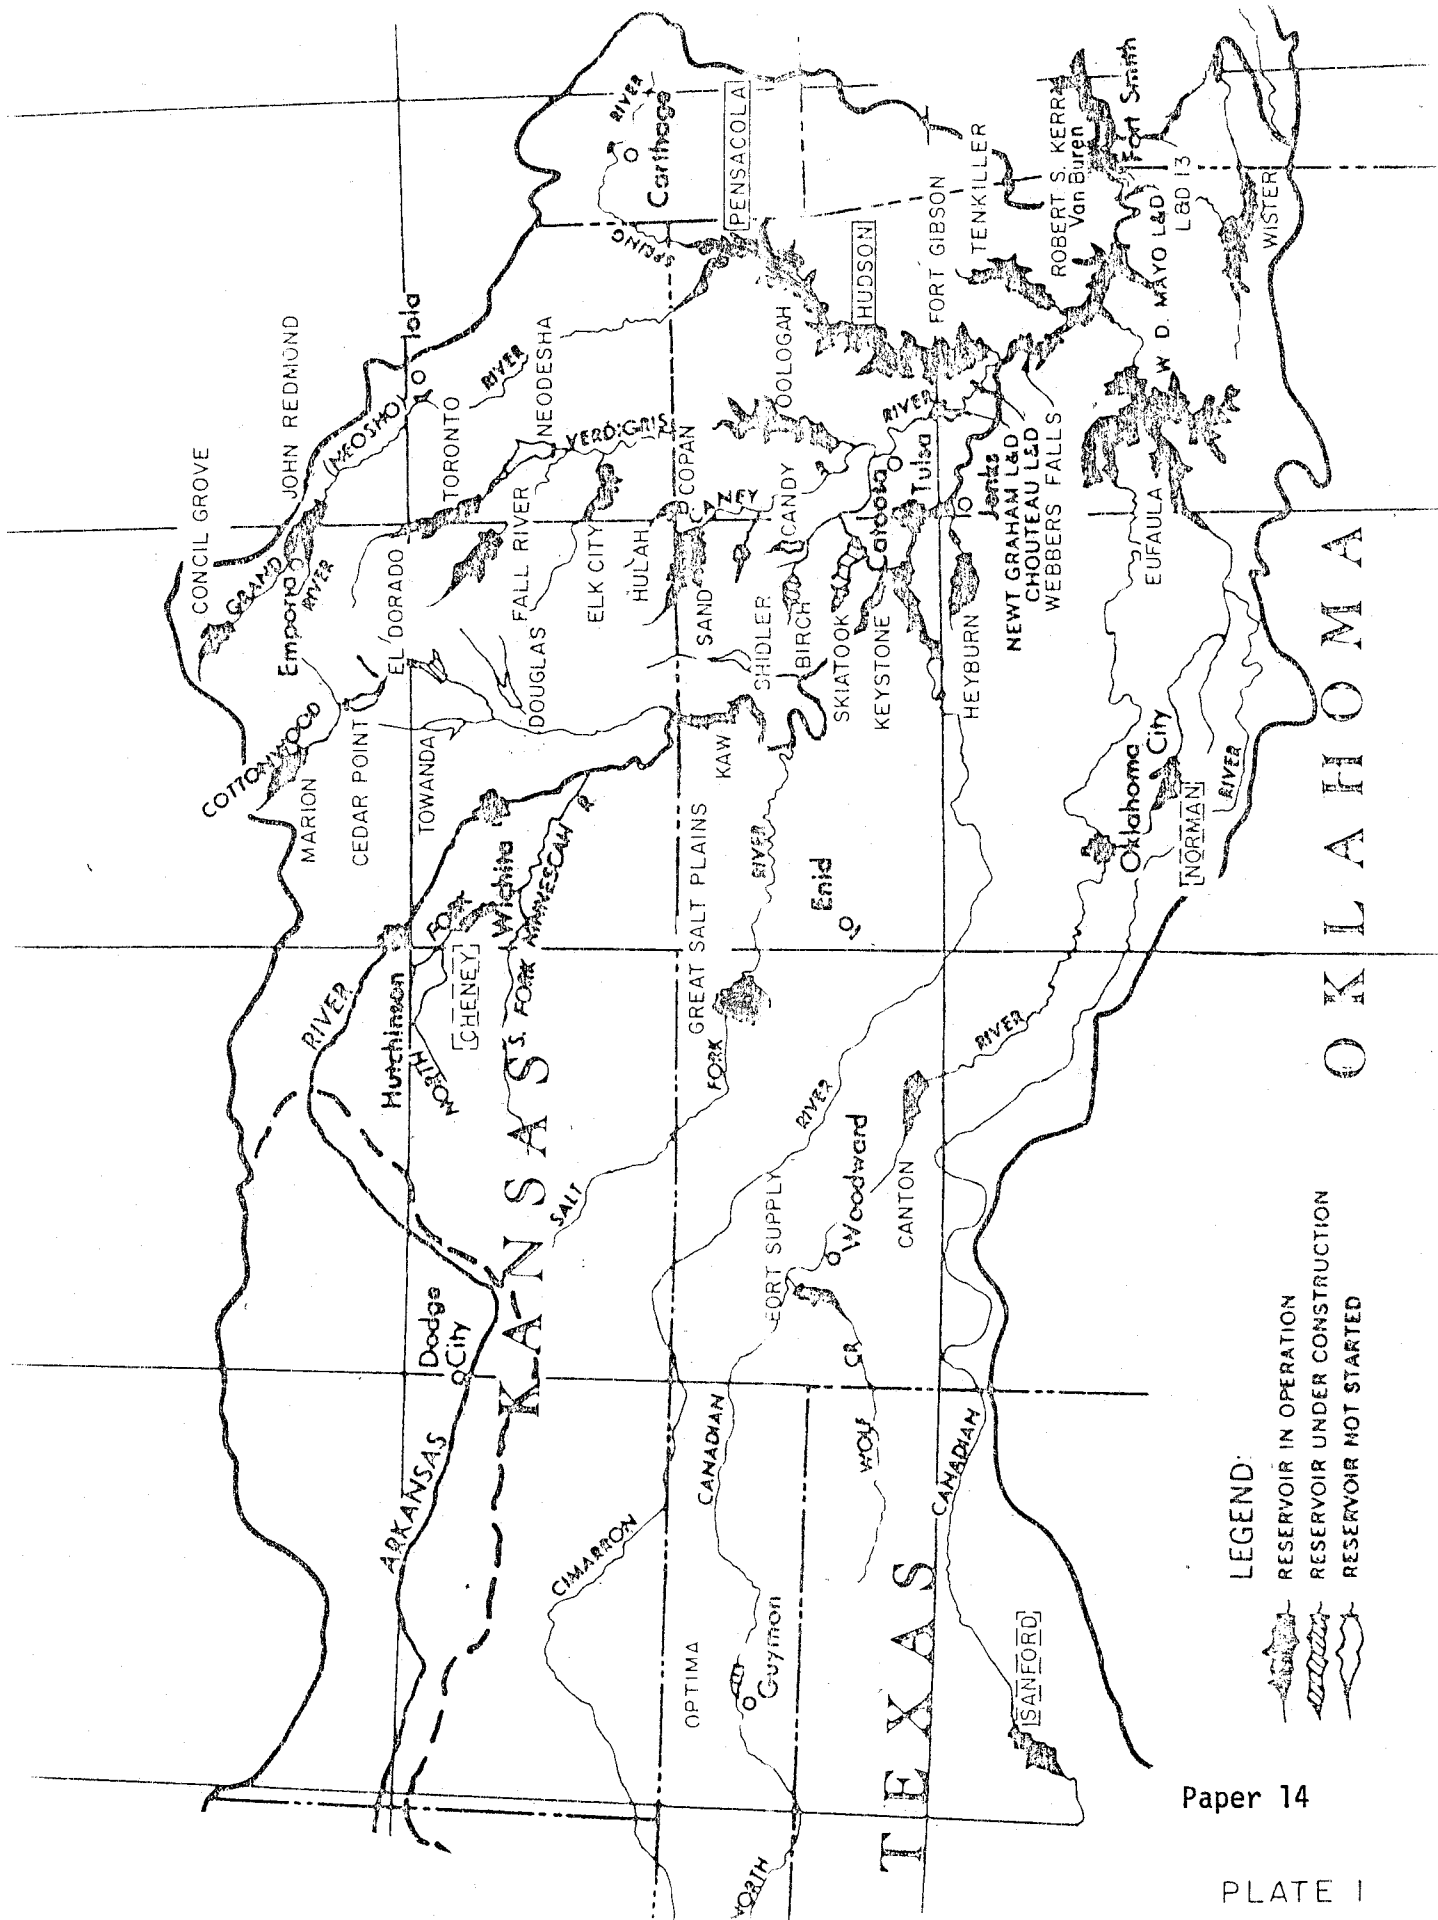 COUNCIL GROVE
JOHN REDMOND
GRAND
(NEOSHO)
RIVER
Emporia
RIVER
Iola
TORONTO
NEODESHA
VERDIGRIS
RIVER
Carthage
SPRING
RIVER
PENSACOLA
COTTONWOOD
MARION
CEDAR POINT
EL DORADO
TOWANDA
DOUGLAS
FALL RIVER
ELK CITY
HULAH
COPAN
CANEY
OOLOGAH
HUDSON
FORT GIBSON
TENKILLER
ROBERT S. KERR
Van Buren
Fort Smith
W. D. MAYO L&D
L&D 13
WISTER
SAND
CANDY
SHIDLER
BIRCH
SKIATOOK
Catoosa
Tulsa
Jenks
KEYSTONE
HEYBURN
NEWT GRAHAM L&D
CHOUTEAU L&D
WEBBERS FALLS
EUFAULA
KAW
GREAT SALT PLAINS
SALT
FORK
RIVER
Enid
Oklahoma
City
NORMAN
RIVER
OKLAHOMA
RIVER
Hutchinson
NORTH
FORK
CHENEY
Wichita
S. FORK NINNESCAH R
KANSAS
Dodge
City
ARKANSAS
CIMARRON
RIVER
FORT SUPPLY
Woodward
CANTON
RIVER
WOLF
CR
CANADIAN
CANADIAN
OPTIMA
Guymon
NORTH
TEXAS
SANFORD
LEGEND:
RESERVOIR IN OPERATION
RESERVOIR UNDER CONSTRUCTION
RESERVOIR NOT STARTED
Paper 14
PLATE 1